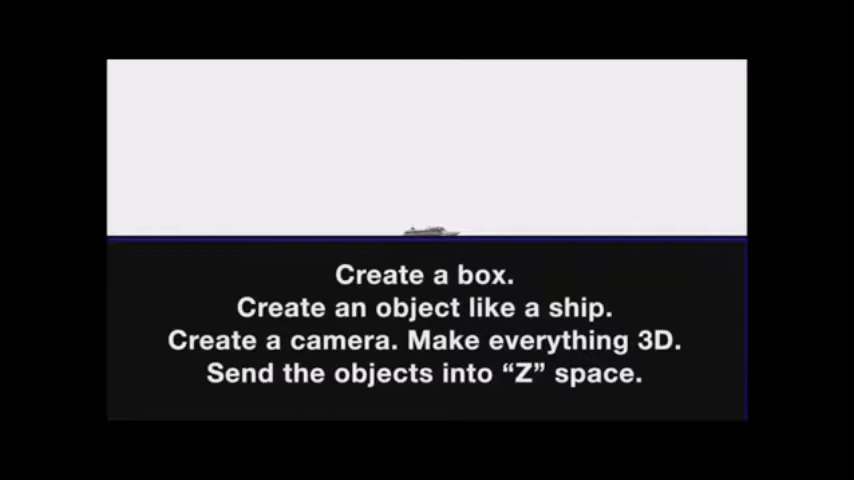 Create a box.
Create an object like a ship.
Create a camera. Make everything 3D.
Send the objects into “Z” space.